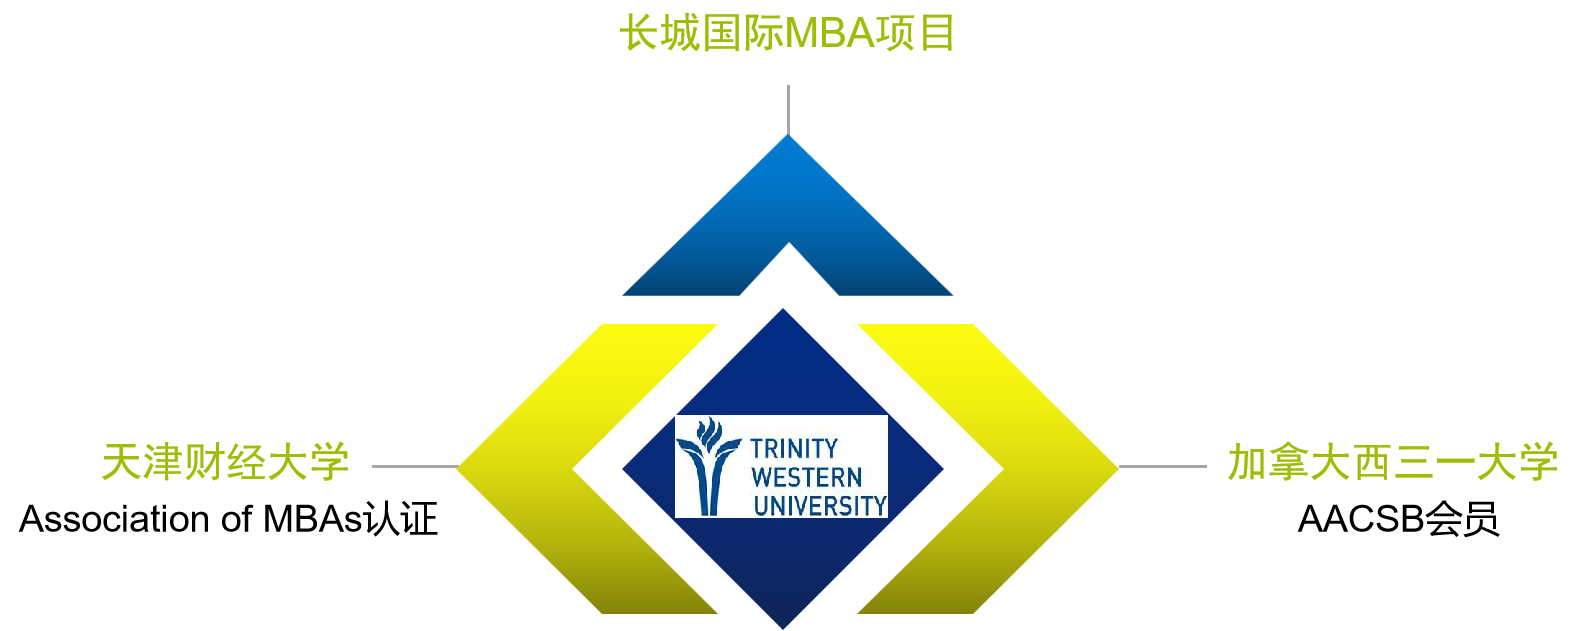 长城国际MBA项目
TRINITY
WESTERN
UNIVERSITY
天津财经大学
Association of MBAs认证
加拿大西三一大学
AACSB会员